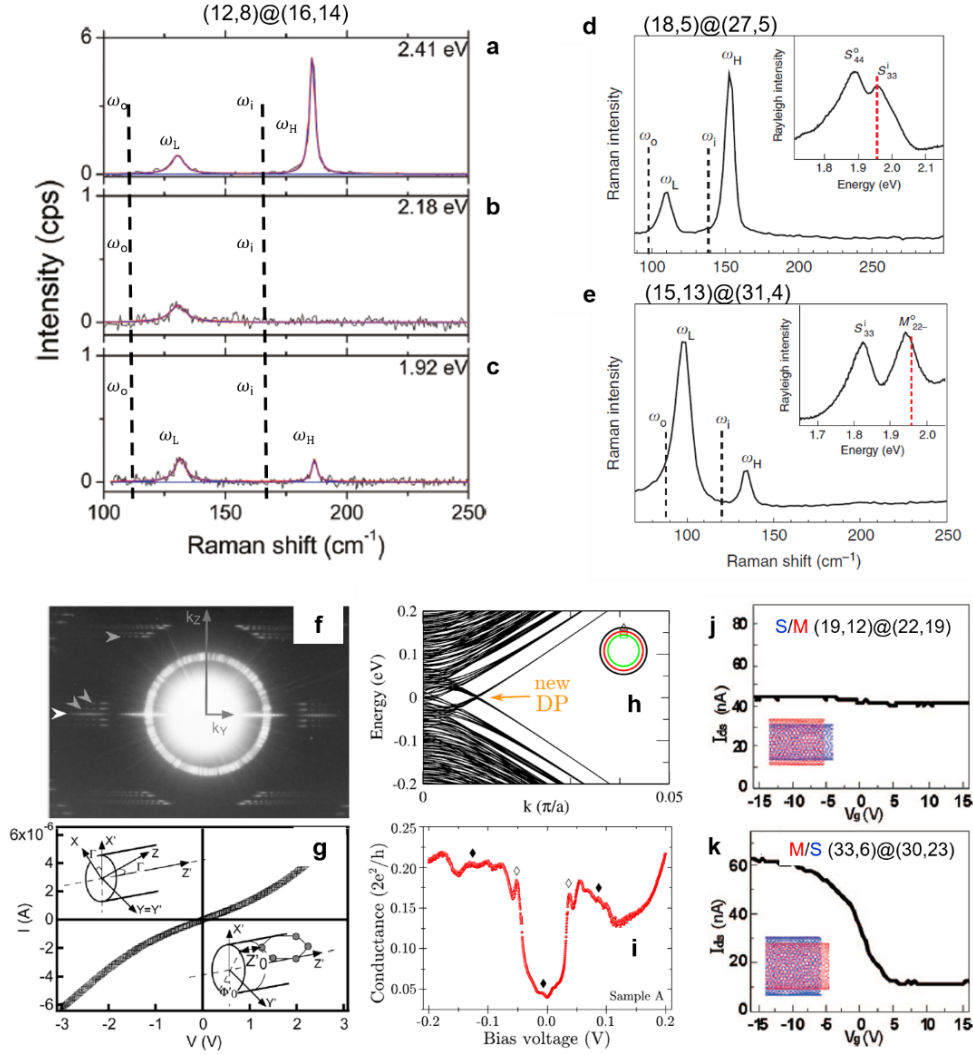 (12,8)@(16,14)
6
a
2.41 eV
ω_o
ω_i
ω_L
ω_H
0
1
b
2.18 eV
ω_o
ω_i
0
1
c
1.92 eV
ω_o
ω_i
ω_L
ω_H
0
Intensity (cps)
100 150 200 250
Raman shift (cm⁻¹)
d
(18,5)@(27,5)
ω_H
ω_o
ω_i
ω_L
Raman intensity
Rayleigh intensity
S°₄₄
Sⁱ₃₃
1.8 1.9 2.0 2.1
Energy (eV)
100 150 200 250
e
(15,13)@(31,4)
ω_L
ω_o
ω_i
ω_H
Raman intensity
Rayleigh intensity
Sⁱ₃₃
M°₂₂₋
1.7 1.8 1.9 2.0
Energy (eV)
100 150 200 250
Raman shift (cm⁻¹)
f
k_Z
k_Y
g
6x10⁻⁶
4
2
0
-2
-4
-6
I (A)
-3 -2 -1 0 1 2 3
V (V)
X X' Γ Z Γ Z' Y=Y'
X' Z'₀ Z' ζ Φ'₀ Y'
h
0.2
0.1
0
-0.1
-0.2
Energy (eV)
new
DP
0 0.05
k (π/a)
i
0.25
0.20
0.15
0.10
0.05
Conductance (2e²/h)
Sample A
-0.2 -0.1 0.0 0.1 0.2
Bias voltage (V)
j
S/M (19,12)@(22,19)
80
60
40
20
0
I_ds (nA)
-15 -10 -5 0 5 10 15
V_g (V)
k
M/S (33,6)@(30,23)
60
40
20
0
I_ds (nA)
-15 -10 -5 0 5 10 15
V_g (V)